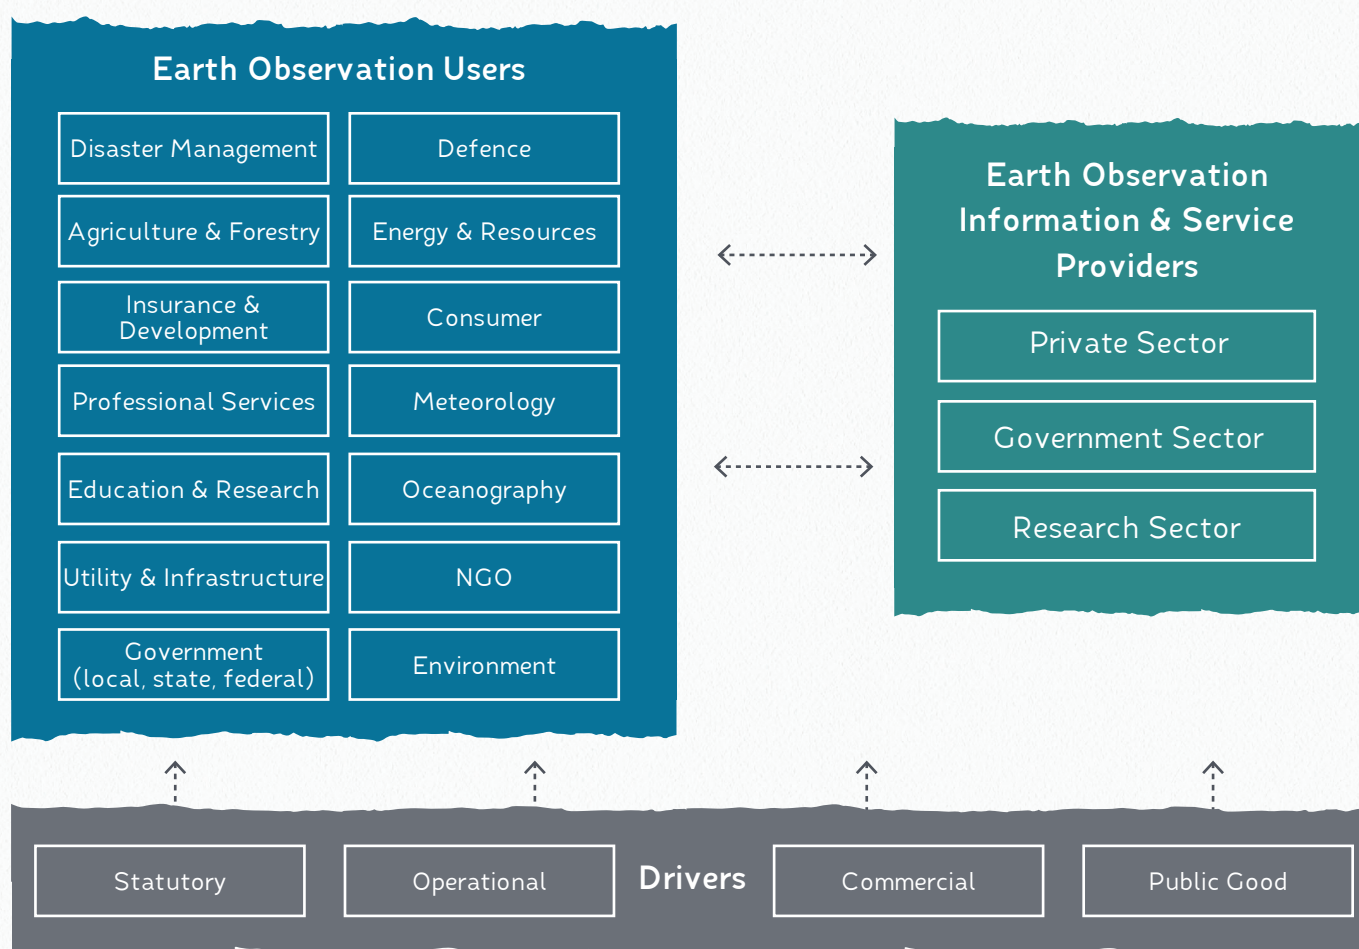 Earth Observation Users
Disaster Management
Defence
Agriculture & Forestry
Energy & Resources
Insurance &
Development
Consumer
Professional Services
Meteorology
Education & Research
Oceanography
Utility & Infrastructure
NGO
Government
(local, state, federal)
Environment
Earth Observation
Information & Service
Providers
Private Sector
Government Sector
Research Sector
Statutory
Operational
Drivers
Commercial
Public Good